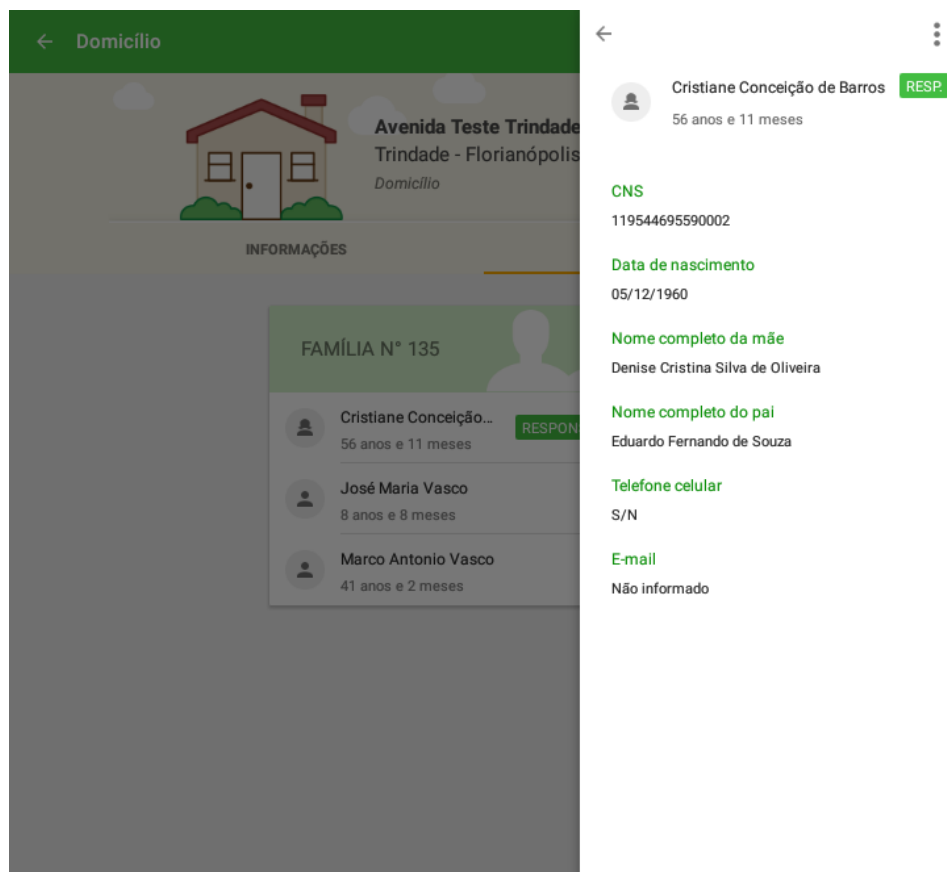 Domicílio
Avenida Teste Trindade
Trindade - Florianópolis
Domicílio
INFORMAÇÕES
FAMÍLIA N° 135
Cristiane Conceição...
RESPON
56 anos e 11 meses
José Maria Vasco
8 anos e 8 meses
Marco Antonio Vasco
41 anos e 2 meses
Cristiane Conceição de Barros
RESP.
56 anos e 11 meses
CNS
119544695590002
Data de nascimento
05/12/1960
Nome completo da mãe
Denise Cristina Silva de Oliveira
Nome completo do pai
Eduardo Fernando de Souza
Telefone celular
S/N
E-mail
Não informado